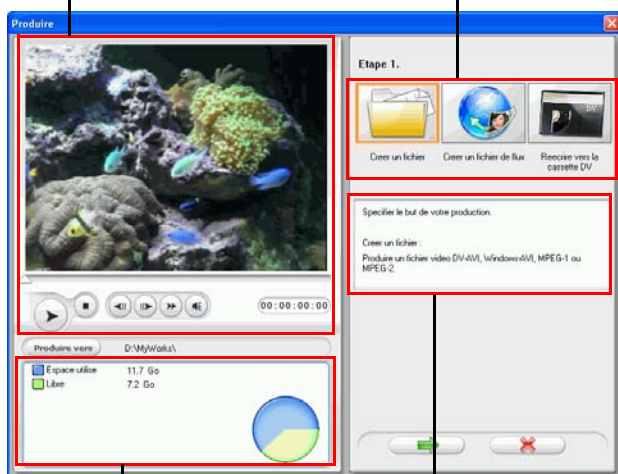 Produire
Etape 1.
Creer un fichier
Creer un fichier de flux
Reecrire vers la
cassette DV
DV
Specifier le but de votre production.
Creer un fichier :
Produire un fichier video DV-AVI, Windows-AVI, MPEG-1 ou
MPEG-2.
00:00:00:00
Produire vers
D:\MyWorks\
Espace utilise 11.7 Go
Libre 7.2 Go